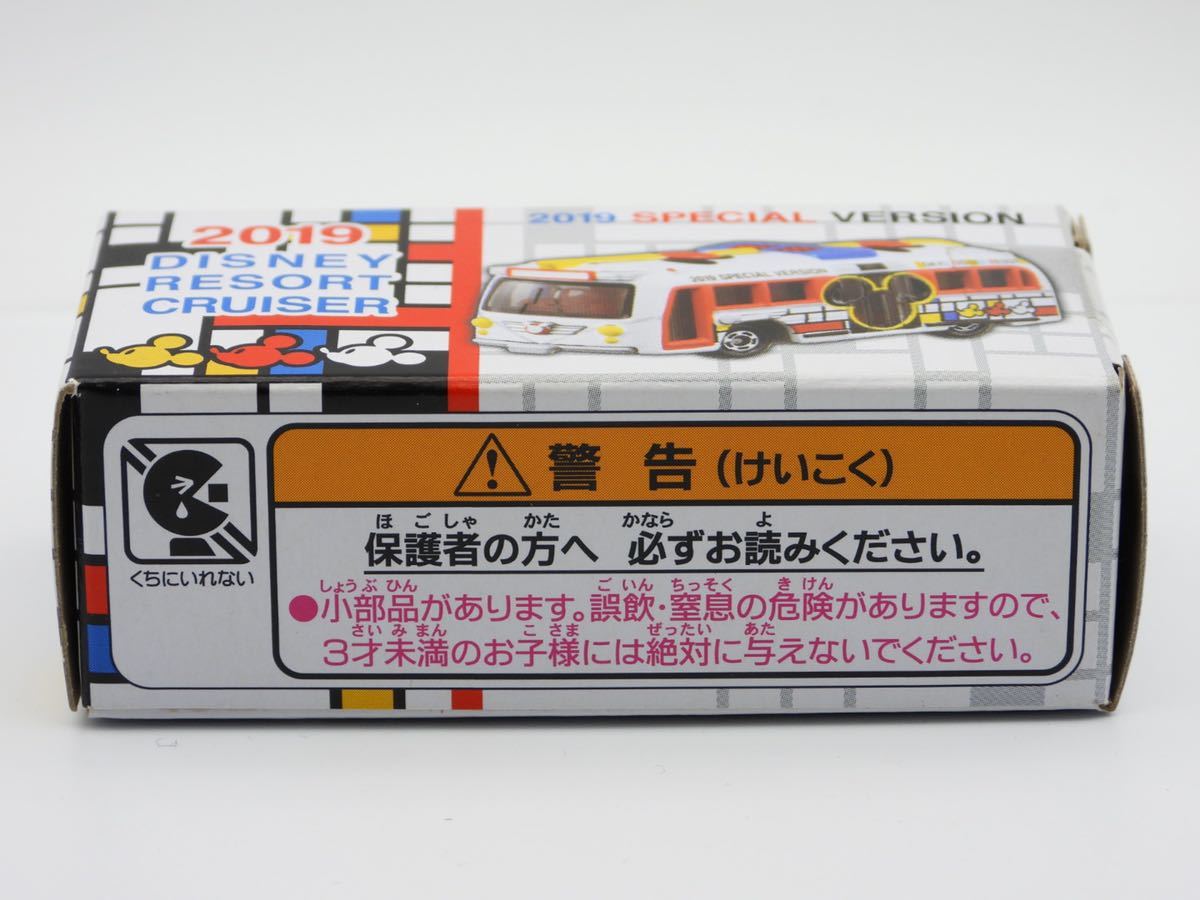 2019
DISNEY
RESORT
CRUISER
2019 SPECIAL VERSION
2019 SPECIAL VERSION
くちにいれない
警 告(けいこく)
ほ ご しゃ かた かなら よ
保護者の方へ 必ずお読みください。
しょう ぶ ひん ご いん ちっそく き けん
●小部品があります。誤飲・窒息の危険がありますので、
さい み まん こ さま ぜったい あた
3才未満のお子様には絶対に与えないでください。